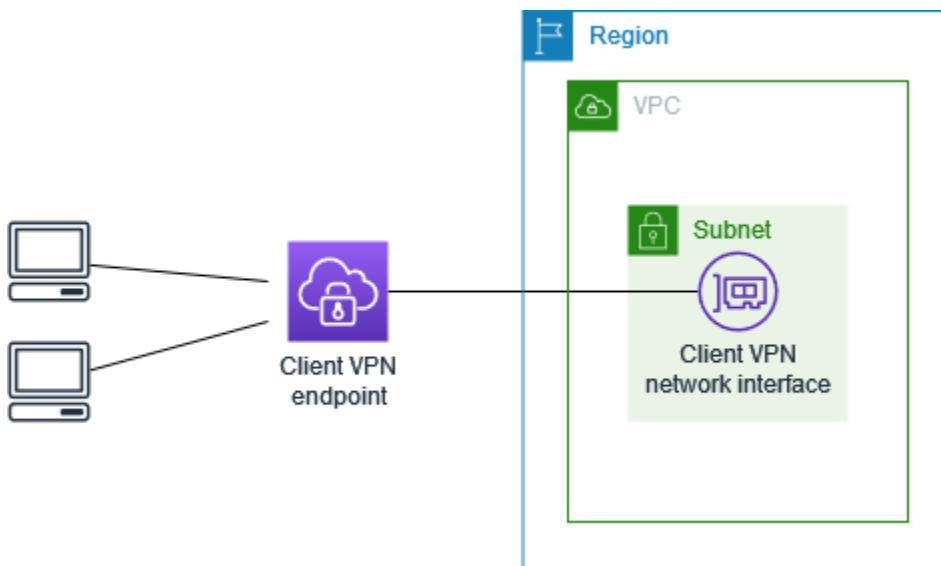 Region
VPC
Subnet
Client VPN
endpoint
Client VPN
network interface